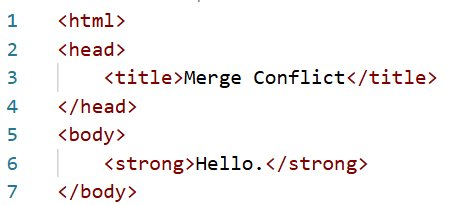 1 <html>
2 <head>
3 <title>Merge Conflict</title>
4 </head>
5 <body>
6 <strong>Hello.</strong>
7 </body>